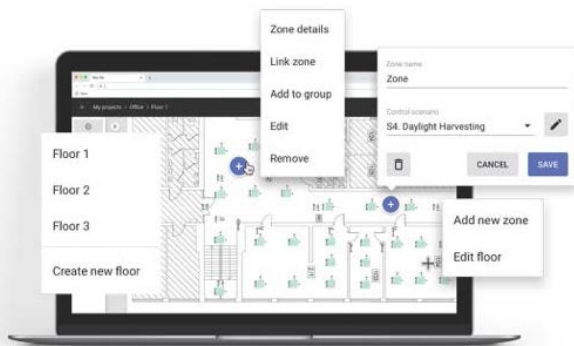 Zone details
Link zone
Add to group
Edit
Remove
Zone name
Zone
Control scenario
S4. Daylight Harvesting
CANCEL
SAVE
My projects > Office > Floor 1
Floor 1
Floor 2
Floor 3
Create new floor
Add new zone
Edit floor